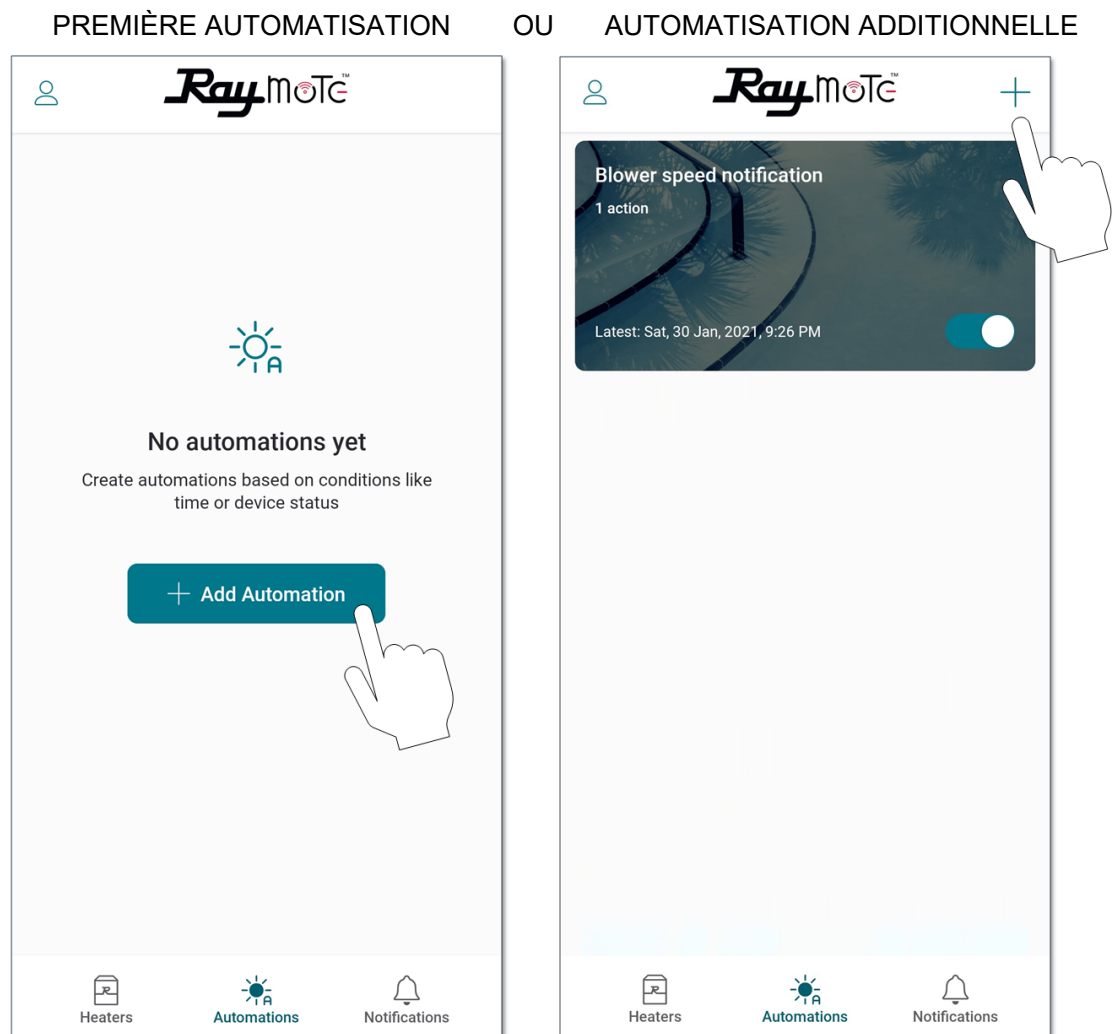 PREMIÈRE AUTOMATISATION OU AUTOMATISATION ADDITIONNELLE
RayMOTE™
No automations yet
Create automations based on conditions like
time or device status
+ Add Automation
Heaters Automations Notifications
RayMOTE™
Blower speed notification
1 action
Latest: Sat, 30 Jan, 2021, 9:26 PM
Heaters Automations Notifications